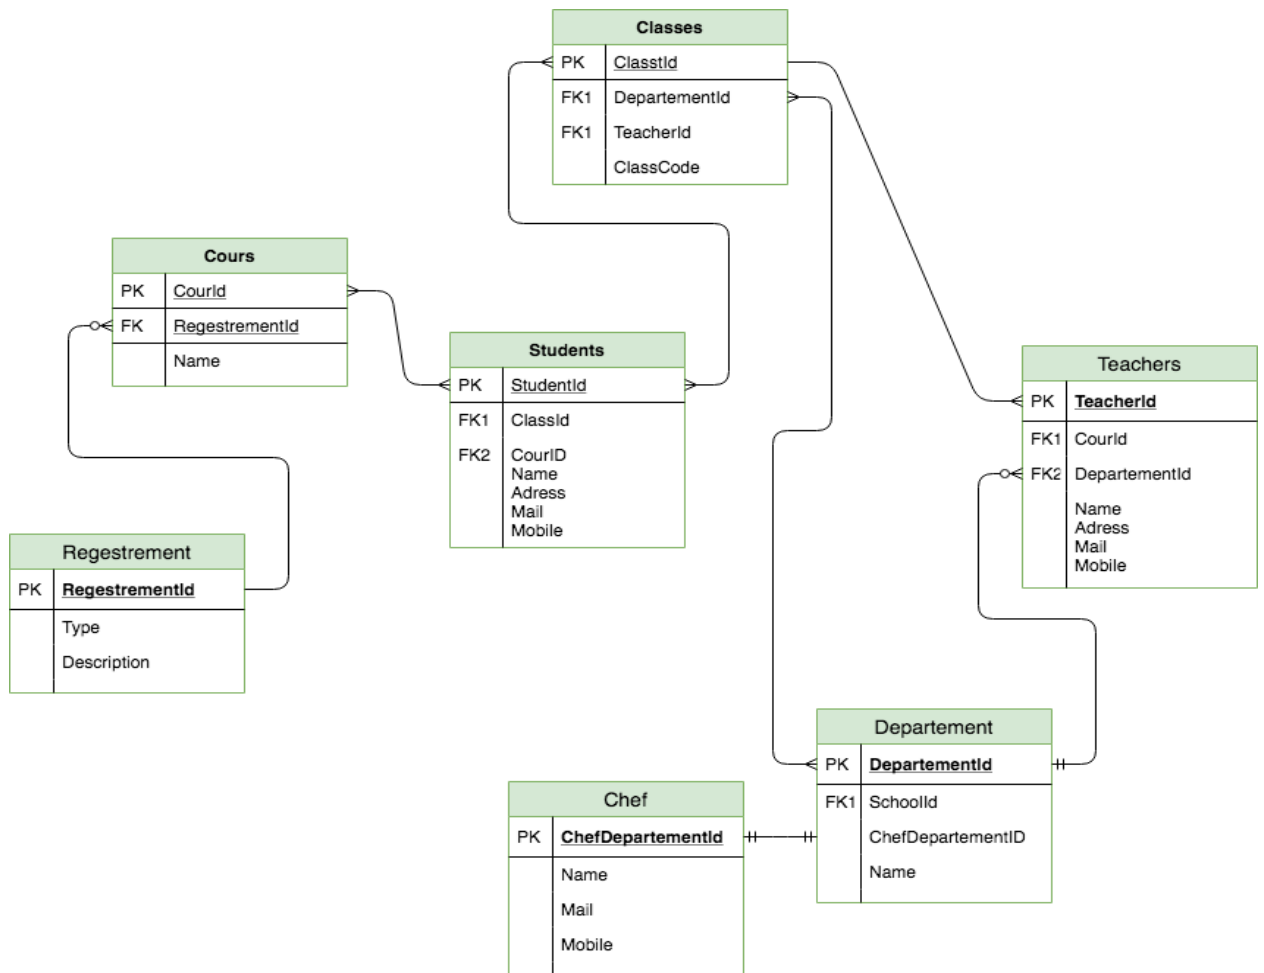 Classes
PK ClasstId
FK1 DepartementId
FK1 TeacherId
ClassCode
Cours
PK CourId
FK RegestrementId
Name
Students
PK StudentId
FK1 ClassId
FK2 CourID
Name
Adress
Mail
Mobile
Teachers
PK TeacherId
FK1 CourId
FK2 DepartementId
Name
Adress
Mail
Mobile
Regestrement
PK RegestrementId
Type
Description
Departement
PK DepartementId
FK1 SchoolId
ChefDepartementID
Name
Chef
PK ChefDepartementId
Name
Mail
Mobile